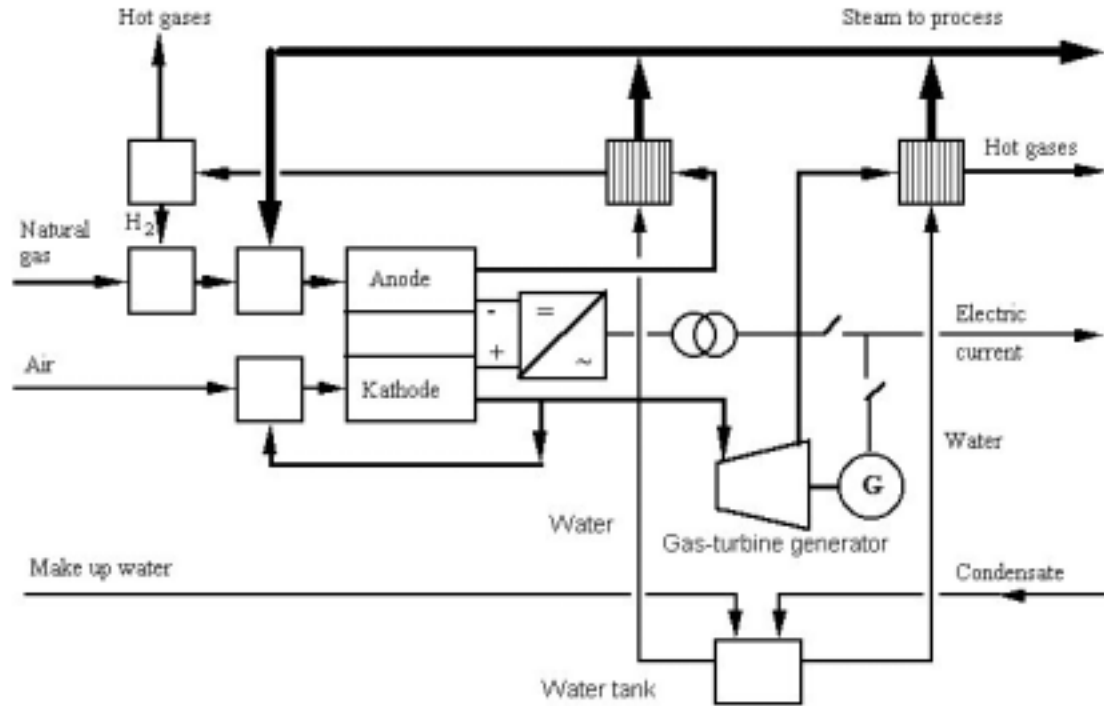 Hot gases
Steam to process
Hot gases
H2
Natural
gas
Anode
-
=
Electric
current
+
~
Air
Kathode
Water
G
Water
Gas-turbine generator
Make up water
Condensate
Water tank